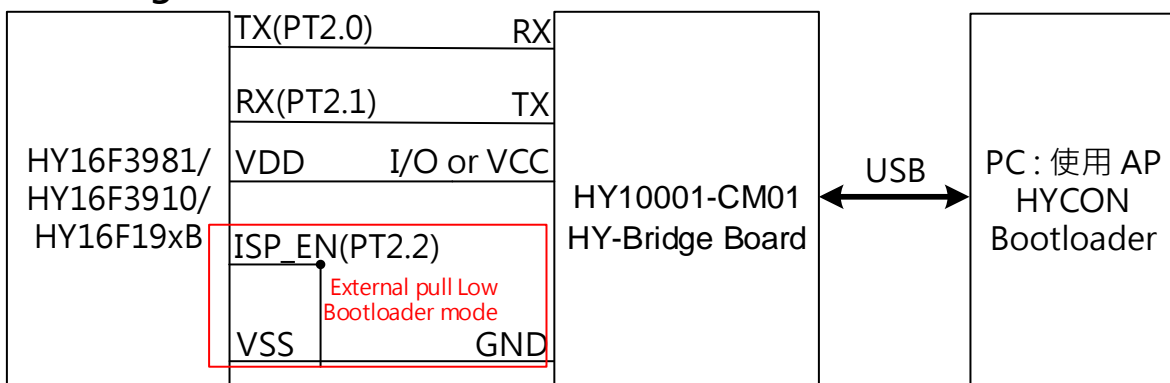 TX(PT2.0) RX
RX(PT2.1) TX
VDD I/O or VCC
HY16F3981/
HY16F3910/
HY16F19xB
ISP_EN(PT2.2)
External pull Low
Bootloader mode
VSS GND
HY10001-CM01
HY-Bridge Board
USB
PC : 使用 AP
HYCON
Bootloader